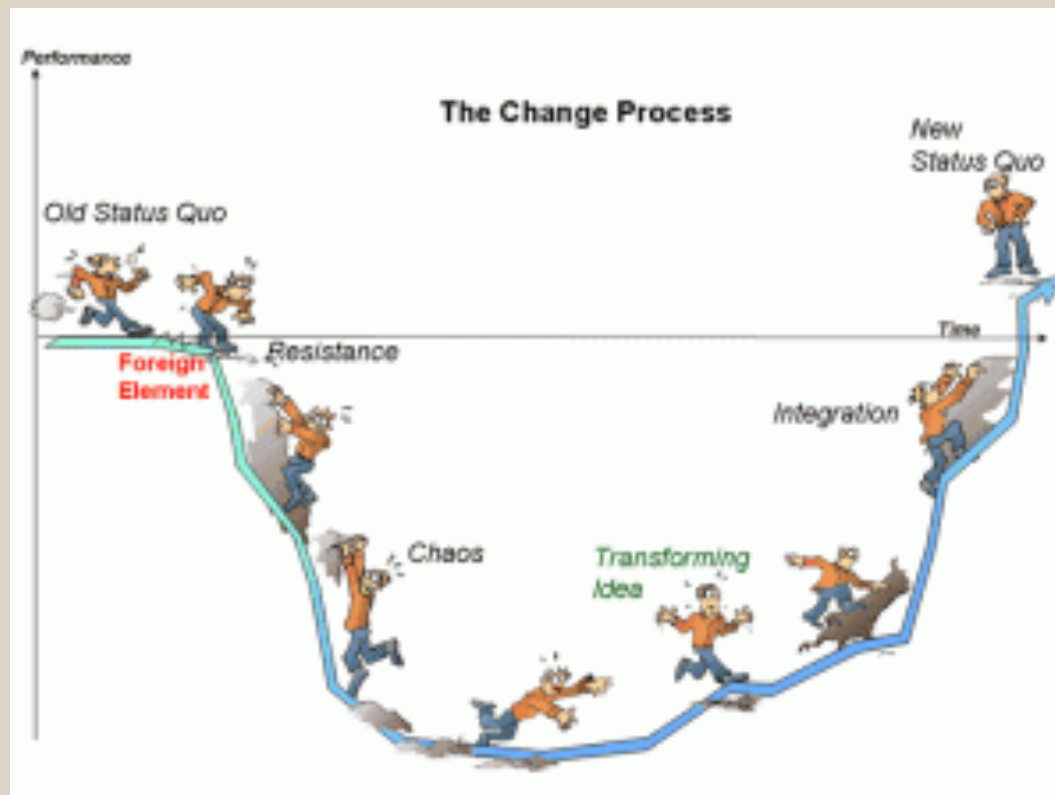 Performance
The Change Process
New
Status Quo
Old Status Quo
Time
Foreign
Element
Resistance
Integration
Chaos
Transforming
Idea